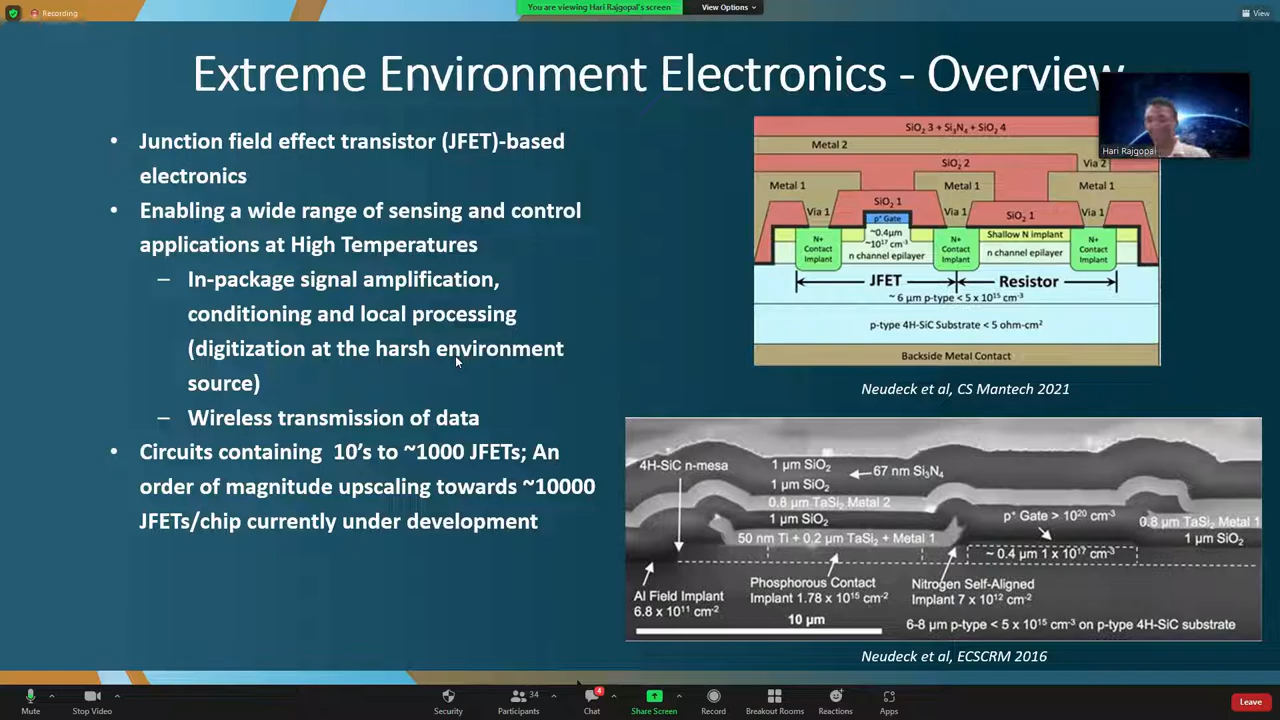 Recording
You are viewing Hari Rajgopal's screen
View Options
View
Extreme Environment Electronics - Overview
Hari Rajgopal
• Junction field effect transistor (JFET)-based
electronics
• Enabling a wide range of sensing and control
applications at High Temperatures
– In-package signal amplification,
conditioning and local processing
(digitization at the harsh environment
source)
– Wireless transmission of data
• Circuits containing 10's to ~1000 JFETs; An
order of magnitude upscaling towards ~10000
JFETs/chip currently under development
SiO₂ 3 + Si₃N₄ + SiO₂ 4
Metal 2
SiO₂ 2
Via 2
Metal 1
Metal 1
Metal 1
SiO₂ 1
Via 1
p⁺ Gate
Via 1
SiO₂ 1
Via 1
N+
Contact
Implant
~0.4μm
~10¹⁷ cm⁻³
n channel epilayer
N+
Contact
Implant
Shallow N implant
n channel epilayer
N+
Contact
Implant
JFET
Resistor
~ 6 μm p-type < 5 x 10¹⁵ cm⁻³
p-type 4H-SiC Substrate < 5 ohm-cm²
Backside Metal Contact
Neudeck et al, CS Mantech 2021
4H-SiC n-mesa
1 μm SiO₂
67 nm Si₃N₄
1 μm SiO₂
0.8 μm TaSi₂ Metal 2
1 μm SiO₂
50 nm Ti + 0.2 μm TaSi₂ + Metal 1
p⁺ Gate > 10²⁰ cm⁻³
0.8 μm TaSi₂ Metal 1
1 μm SiO₂
~ 0.4 μm 1 x 10¹⁷ cm⁻³
Al Field Implant
6.8 x 10¹¹ cm⁻²
Phosphorous Contact
Implant 1.78 x 10¹⁵ cm⁻²
Nitrogen Self-Aligned
Implant 7 x 10¹² cm⁻²
10 μm
6-8 μm p-type < 5 x 10¹⁵ cm⁻³ on p-type 4H-SiC substrate
Neudeck et al, ECSCRM 2016
Mute
Stop Video
Security
Participants
34
Chat
4
Share Screen
Record
Breakout Rooms
Reactions
Apps
Leave